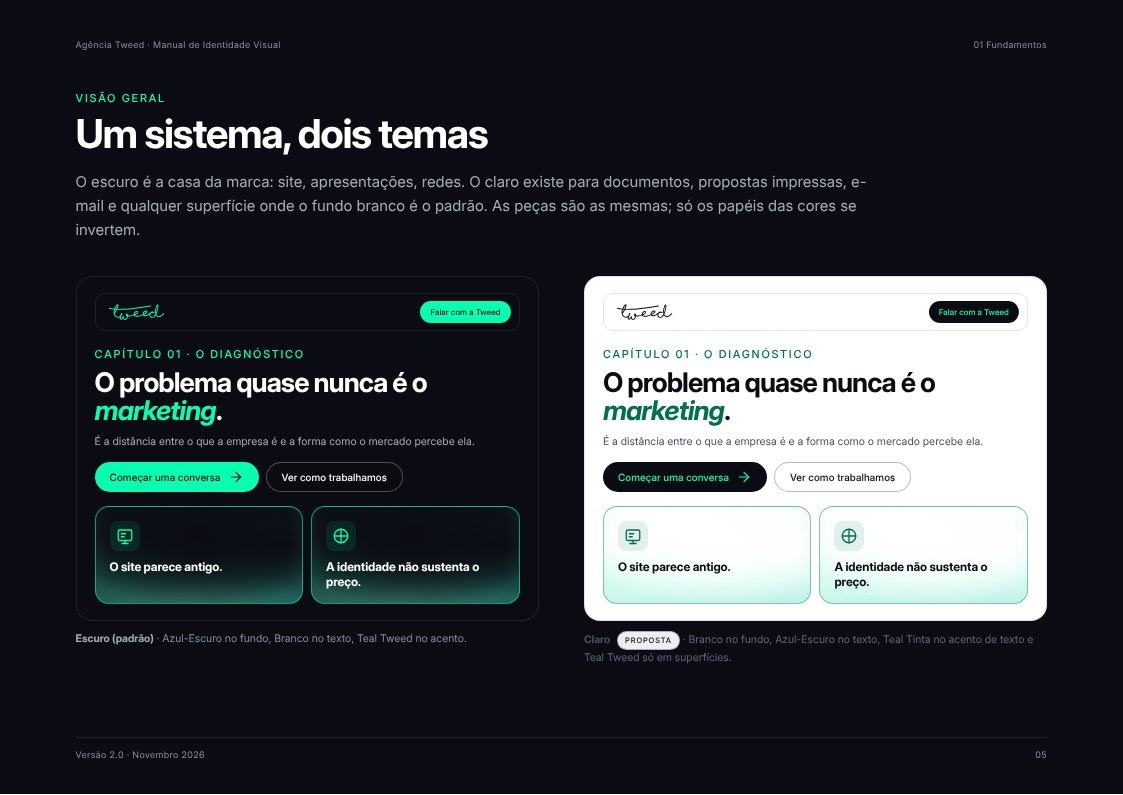 Agência Tweed · Manual de Identidade Visual
01 Fundamentos
VISÃO GERAL
Um sistema, dois temas
O escuro é a casa da marca: site, apresentações, redes. O claro existe para documentos, propostas impressas, e-
mail e qualquer superfície onde o fundo branco é o padrão. As peças são as mesmas; só os papéis das cores se
invertem.
tweed
Falar com a Tweed
CAPÍTULO 01 · O DIAGNÓSTICO
O problema quase nunca é o
marketing.
É a distância entre o que a empresa é e a forma como o mercado percebe ela.
Começar uma conversa
Ver como trabalhamos
O site parece antigo.
A identidade não sustenta o
preço.
Escuro (padrão) · Azul-Escuro no fundo, Branco no texto, Teal Tweed no acento.
tweed
Falar com a Tweed
CAPÍTULO 01 · O DIAGNÓSTICO
O problema quase nunca é o
marketing.
É a distância entre o que a empresa é e a forma como o mercado percebe ela.
Começar uma conversa
Ver como trabalhamos
O site parece antigo.
A identidade não sustenta o
preço.
Claro PROPOSTA · Branco no fundo, Azul-Escuro no texto, Teal Tinta no acento de texto e
Teal Tweed só em superfícies.
Versão 2.0 · Novembro 2026
05